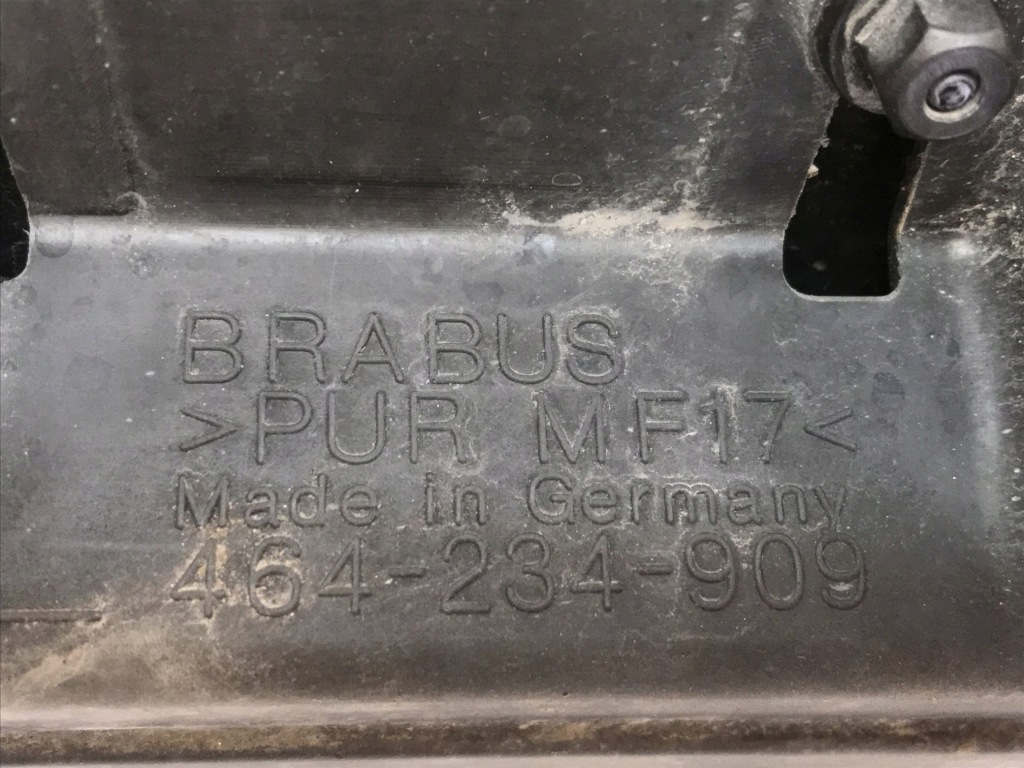 BRABUS
>PUR MF17<
Made in Germany
464-234-909